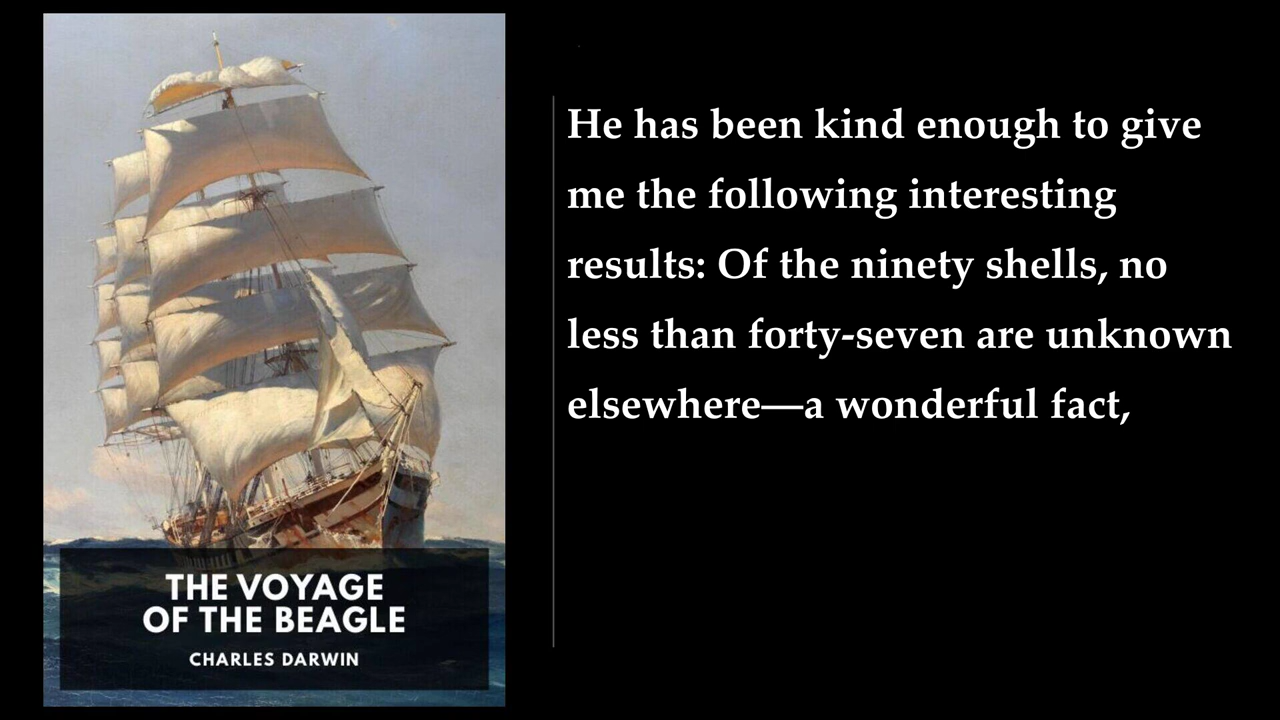 THE VOYAGE
OF THE BEAGLE
CHARLES DARWIN
He has been kind enough to give
me the following interesting
results: Of the ninety shells, no
less than forty-seven are unknown
elsewhere—a wonderful fact,